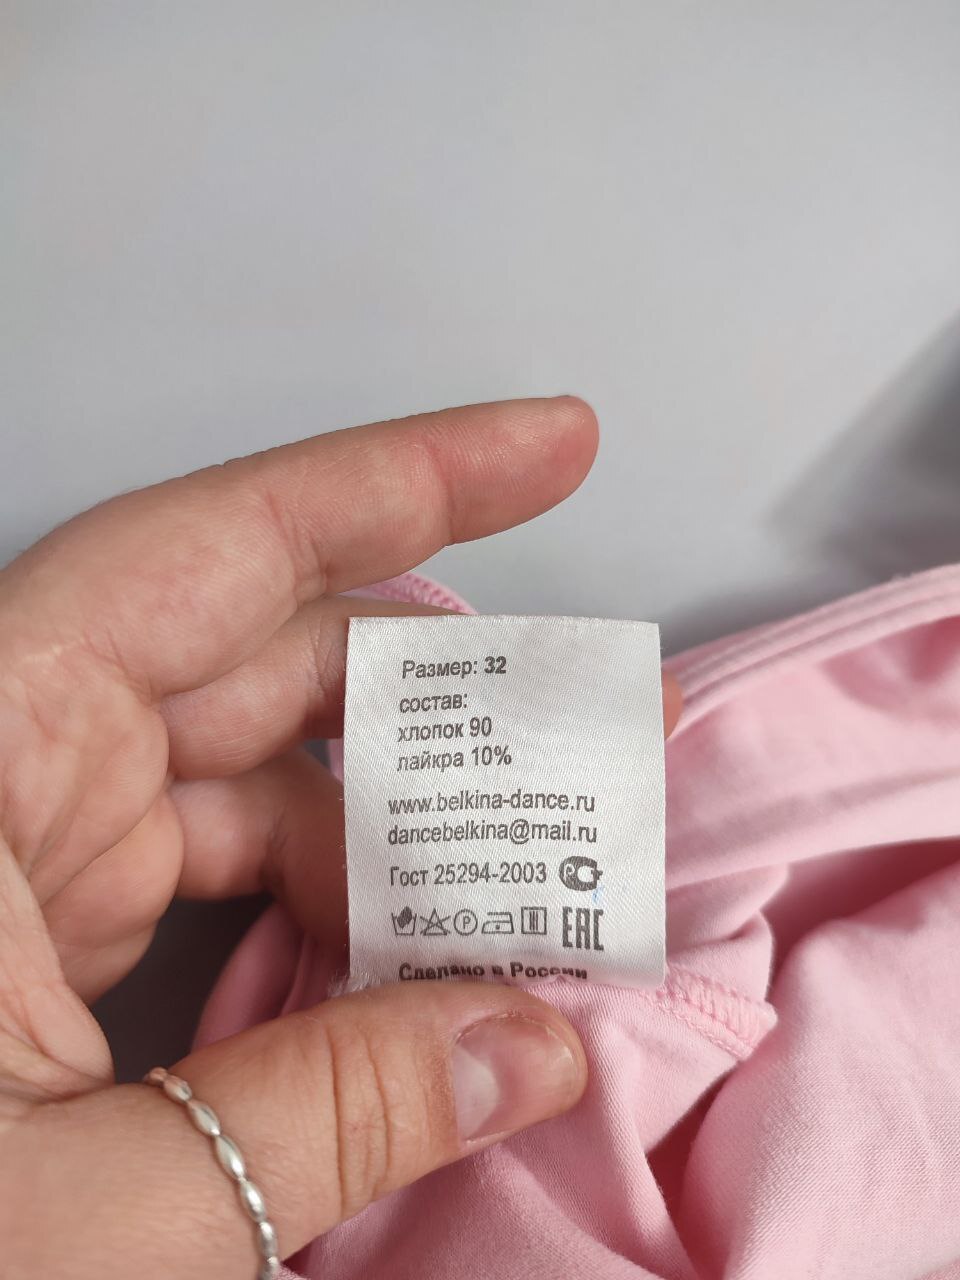 Размер: 32
состав:
хлопок 90
лайкра 10%
www.belkina-dance.ru
dancebelkina@mail.ru
Гост 25294-2003
P
EAC
Сделано в России